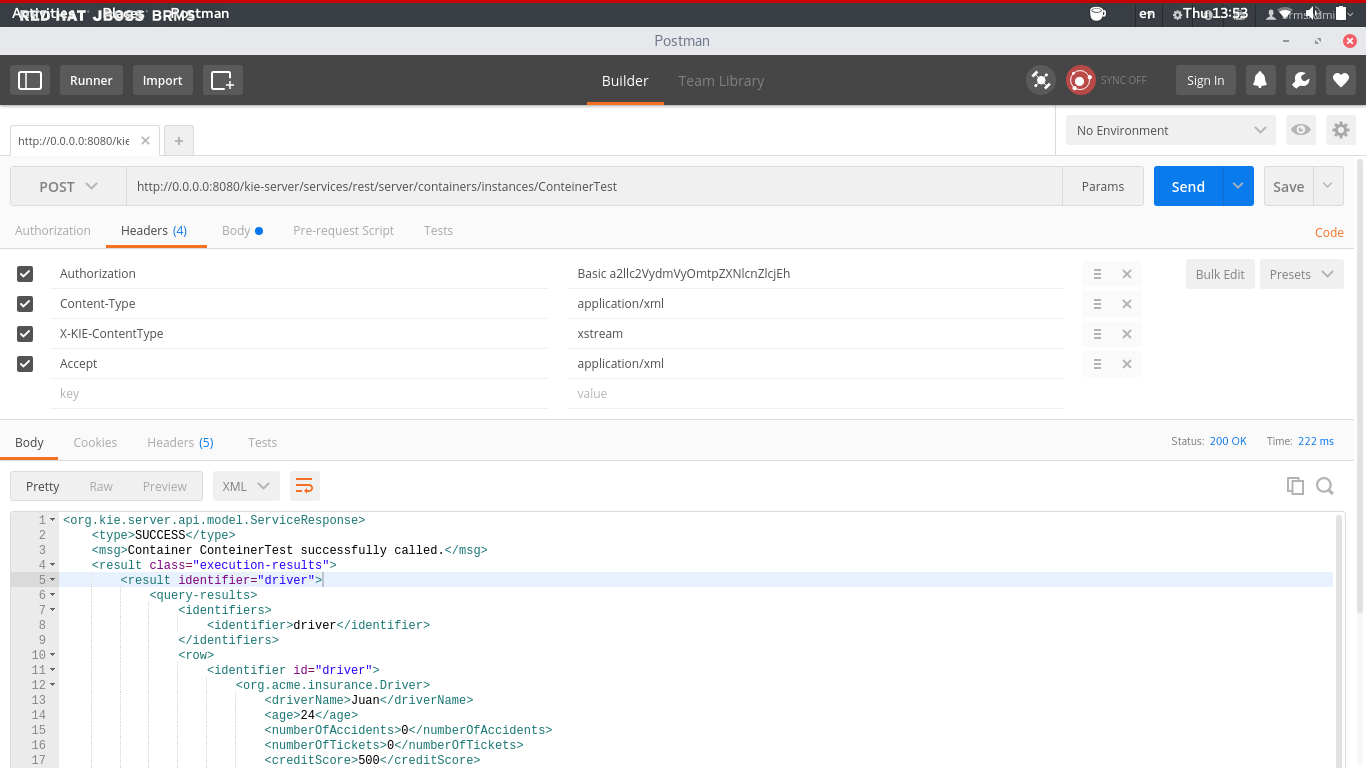 RED HAT JBOSS BRMS
Postman
en
Thu 13:53
Postman
Runner
Import
Builder
Team Library
SYNC OFF
Sign In
http://0.0.0.0:8080/kie
No Environment
POST
http://0.0.0.0:8080/kie-server/services/rest/server/containers/instances/ConteinerTest
Params
Send
Save
Authorization
Headers (4)
Body
Pre-request Script
Tests
Code
Authorization
Basic a2llc2VydmVyOmtpZXNlcnZlcjEh
Bulk Edit
Presets
Content-Type
application/xml
X-KIE-ContentType
xstream
Accept
application/xml
key
value
Body
Cookies
Headers (5)
Tests
Status: 200 OK
Time: 222 ms
Pretty
Raw
Preview
XML
1 <org.kie.server.api.model.ServiceResponse>
2 <type>SUCCESS</type>
3 <msg>Container ConteinerTest successfully called.</msg>
4 <result class="execution-results">
5 <result identifier="driver">
6 <query-results>
7 <identifiers>
8 <identifier>driver</identifier>
9 </identifiers>
10 <row>
11 <identifier id="driver">
12 <org.acme.insurance.Driver>
13 <driverName>Juan</driverName>
14 <age>24</age>
15 <numberOfAccidents>0</numberOfAccidents>
16 <numberOfTickets>0</numberOfTickets>
17 <creditScore>500</creditScore>